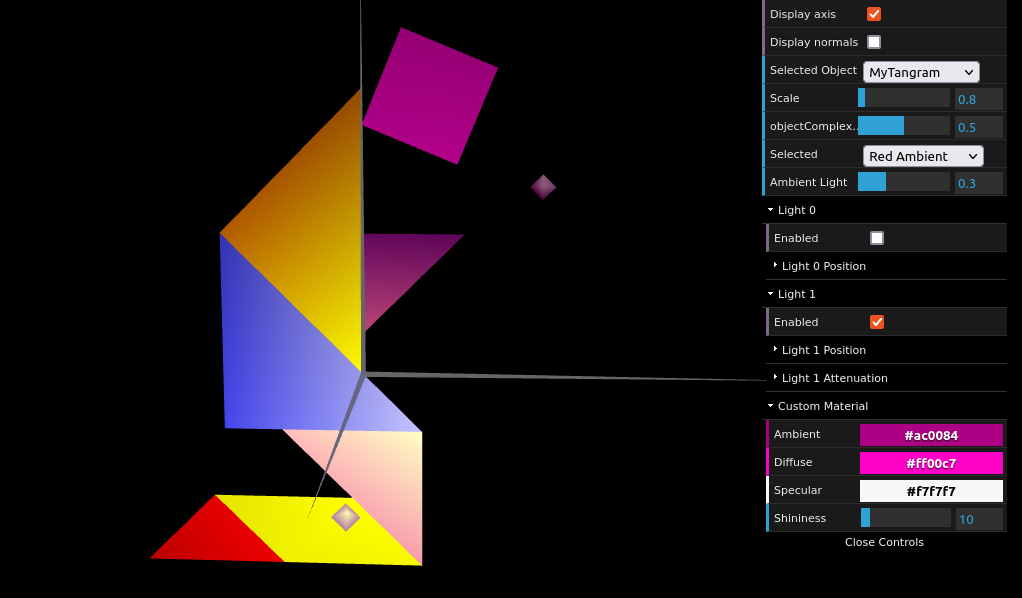 Display axis
Display normals
Selected Object MyTangram
Scale 0.8
objectComplex.. 0.5
Selected Red Ambient
Ambient Light 0.3
Light 0
Enabled
Light 0 Position
Light 1
Enabled
Light 1 Position
Light 1 Attenuation
Custom Material
Ambient #ac0084
Diffuse #ff00c7
Specular #f7f7f7
Shininess 10
Close Controls